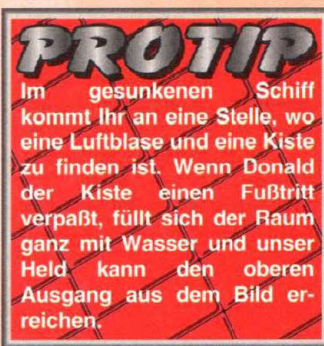 PROTIP
Im gesunkenen Schiff
kommt Ihr an eine Stelle, wo
eine Luftblase und eine Kiste
zu finden ist. Wenn Donald
der Kiste einen Fußtritt
verpaßt, füllt sich der Raum
ganz mit Wasser und unser
Held kann den oberen
Ausgang aus dem Bild er-
reichen.